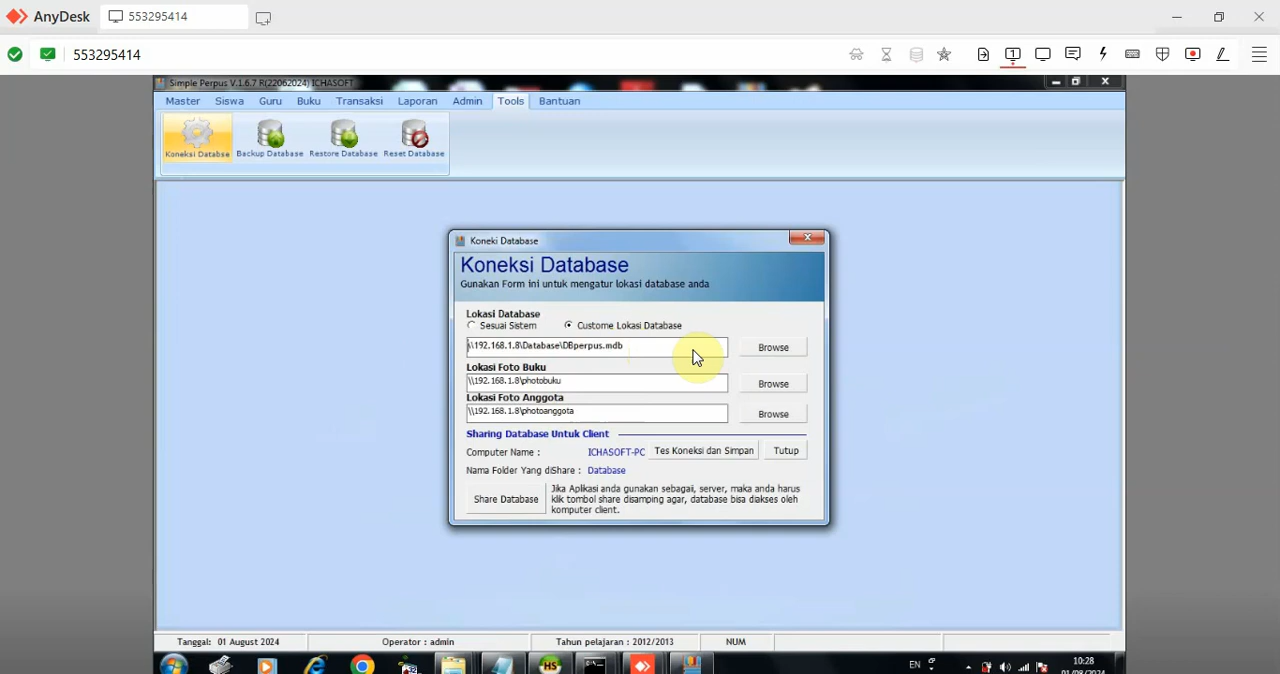 AnyDesk 553295414
553295414
Simple Perpus V.1.6.7 R(22062024) ICHASOFT
Master Siswa Guru Buku Transaksi Laporan Admin Tools Bantuan
Koneksi Databse Backup Database Restore Database Reset Database
Koneki Database
Koneksi Database
Gunakan Form ini untuk mengatur lokasi database anda
Lokasi Database
Sesuai Sistem Custome Lokasi Database
\\192.168.1.8\Database\DBperpus.mdb Browse
Lokasi Foto Buku
\\192.168.1.8\photobuku Browse
Lokasi Foto Anggota
\\192.168.1.8\photoanggota Browse
Sharing Database Untuk Client
Computer Name : ICHASOFT-PC Tes Koneksi dan Simpan Tutup
Nama Folder Yang diShare : Database
Share Database
Jika Aplikasi anda gunakan sebagaii, server, maka anda harus
klik tombol share disamping agar, database bisa diakses oleh
komputer client.
Tanggal: 01 August 2024 Operator : admin Tahun pelajaran : 2012/2013 NUM
EN 10:28
01/08/2024